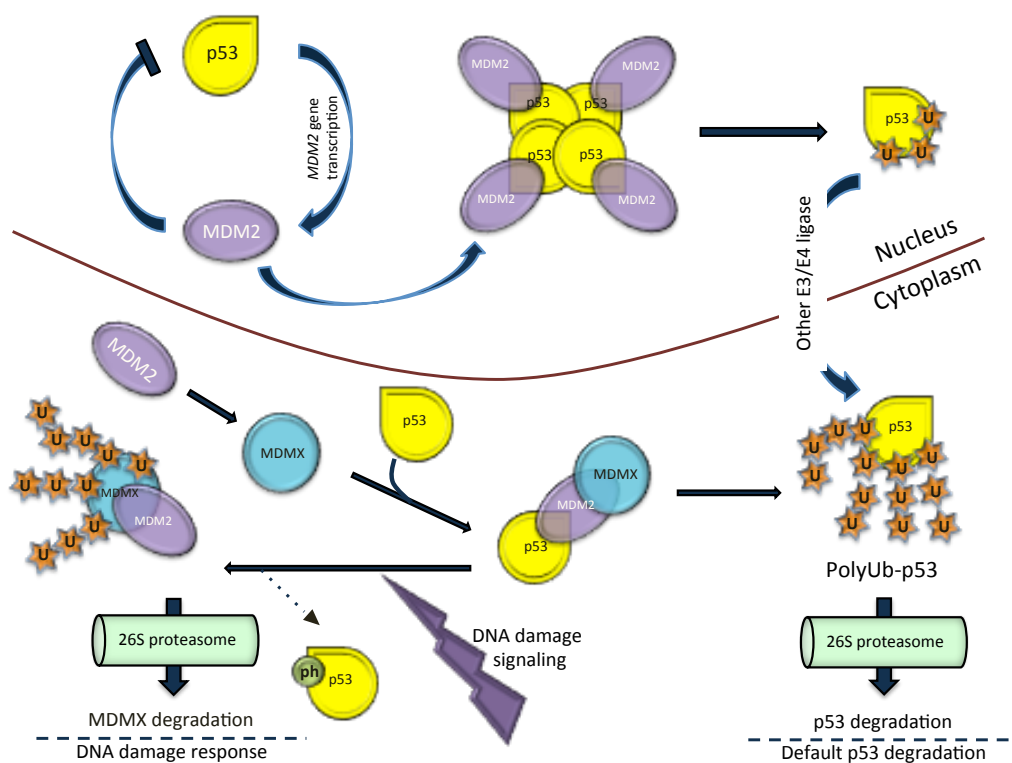 p53
MDM2 gene
transcription
MDM2
MDM2
MDM2
p53
p53
p53
p53
MDM2
MDM2
p53
U
U
U
Other E3/E4 ligase
Nucleus
Cytoplasm
MDM2
MDMX
p53
U
U
U
U
U
U
U
U
U
U
U
MDMX
MDM2
MDMX
MDM2
p53
p53
U
U
U
U
U
U
U
U
U
U
U
U
U
U
PolyUb-p53
26S proteasome
MDMX degradation
DNA damage response
ph
p53
DNA damage
signaling
26S proteasome
p53 degradation
Default p53 degradation